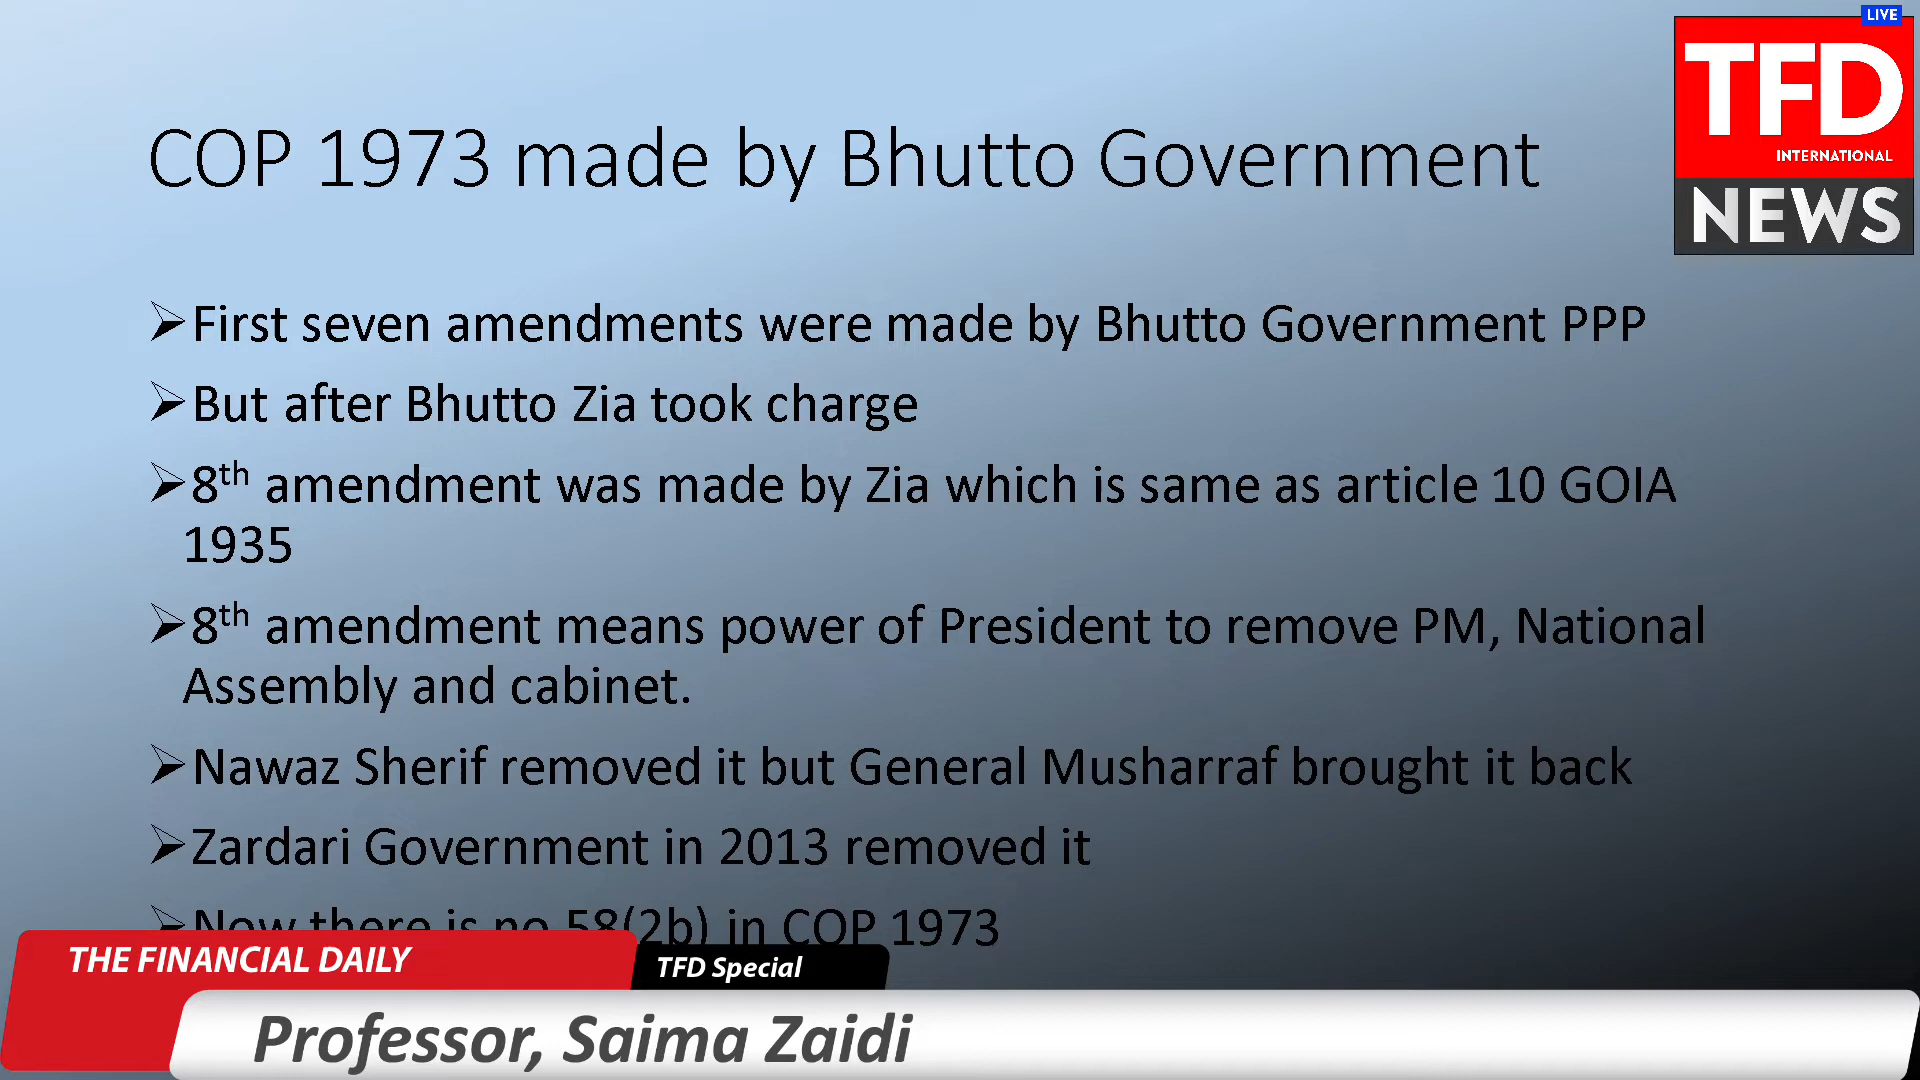 LIVE
TFD
INTERNATIONAL
NEWS
COP 1973 made by Bhutto Government
➢First seven amendments were made by Bhutto Government PPP
➢But after Bhutto Zia took charge
➢8th amendment was made by Zia which is same as article 10 GOIA
1935
➢8th amendment means power of President to remove PM, National
Assembly and cabinet.
➢Nawaz Sherif removed it but General Musharraf brought it back
➢Zardari Government in 2013 removed it
➢Now there is no 58(2b) in COP 1973
THE FINANCIAL DAILY
TFD Special
Professor, Saima Zaidi